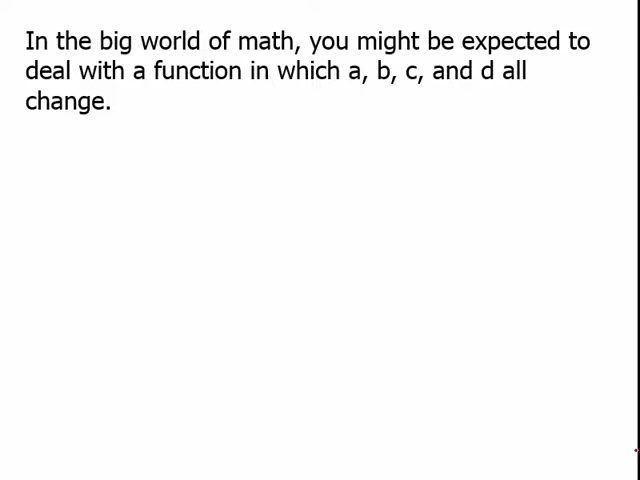 In the big world of math, you might be expected to
deal with a function in which a, b, c, and d all
change.